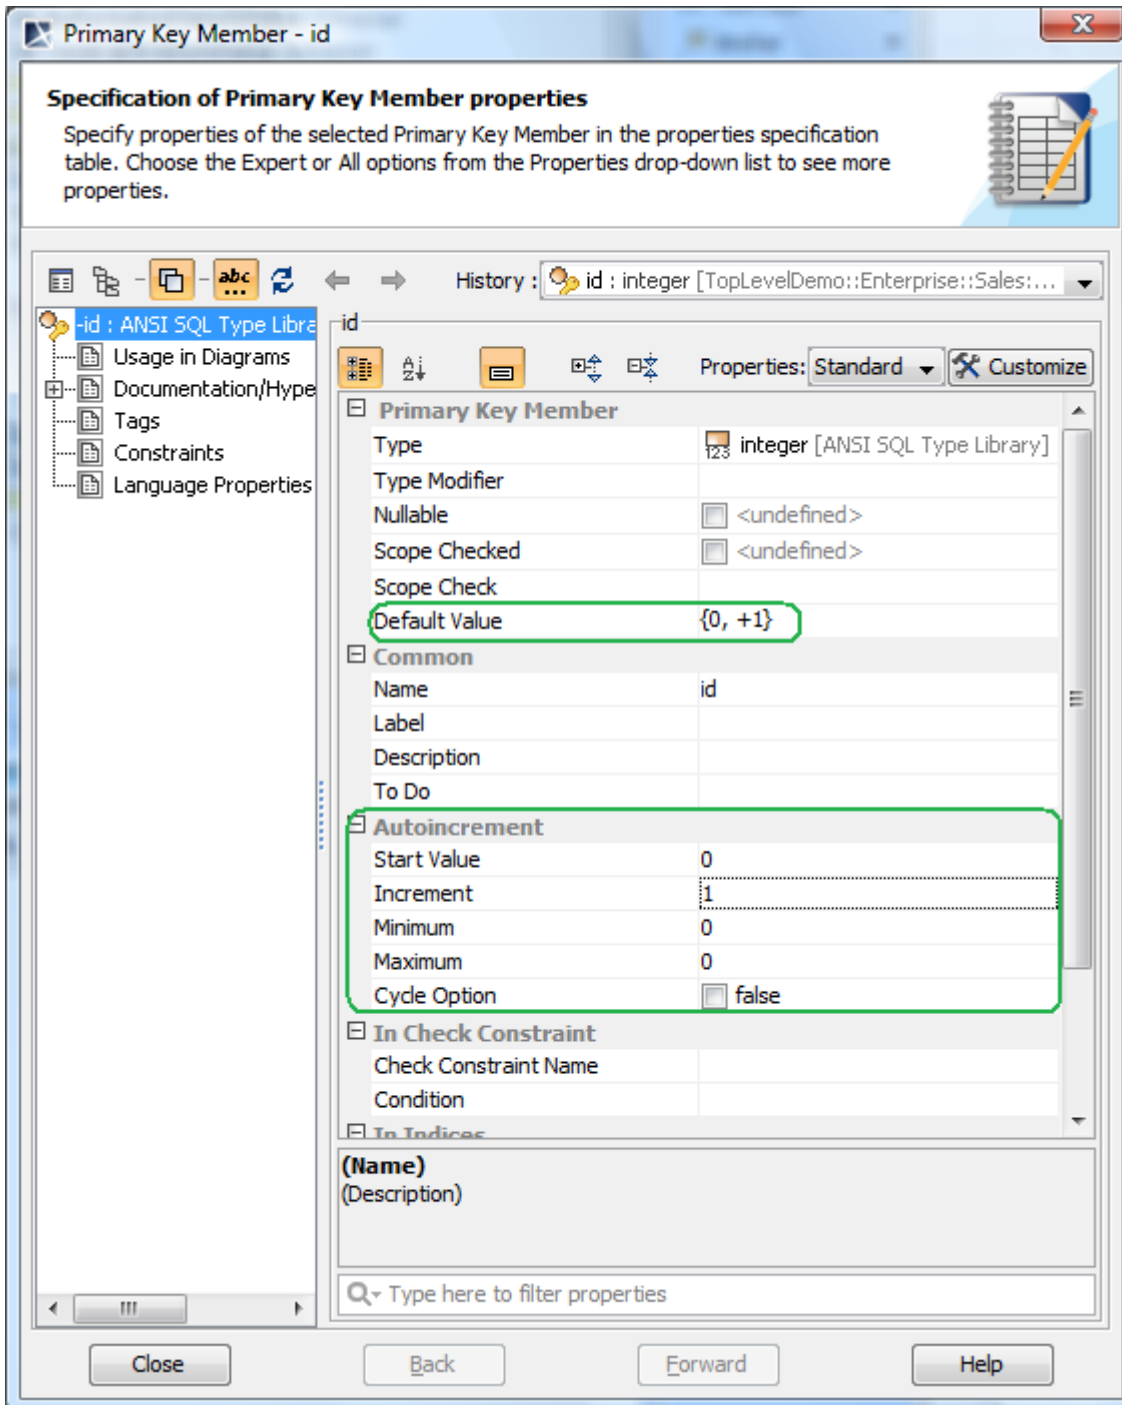 Primary Key Member - id
Specification of Primary Key Member properties
Specify properties of the selected Primary Key Member in the properties specification
table. Choose the Expert or All options from the Properties drop-down list to see more
properties.
abc
History : id : integer [TopLevelDemo::Enterprise::Sales:...
-id : ANSI SQL Type Libra
Usage in Diagrams
Documentation/Hype
Tags
Constraints
Language Properties
id
Properties: Standard Customize
Primary Key Member
Type 123 integer [ANSI SQL Type Library]
Type Modifier
Nullable <undefined>
Scope Checked <undefined>
Scope Check
Default Value {0, +1}
Common
Name id
Label
Description
To Do
Autoincrement
Start Value 0
Increment 1
Minimum 0
Maximum 0
Cycle Option false
In Check Constraint
Check Constraint Name
Condition
In Indices
(Name)
(Description)
Type here to filter properties
Close Back Forward Help